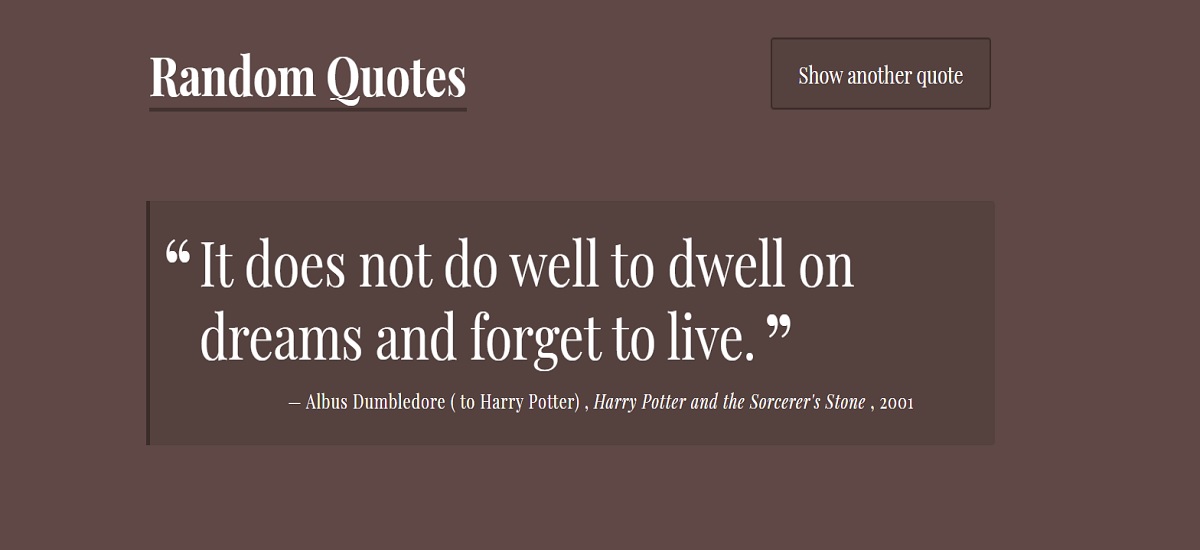 Random Quotes
Show another quote
“ It does not do well to dwell on
dreams and forget to live. ”
— Albus Dumbledore ( to Harry Potter) , Harry Potter and the Sorcerer's Stone , 2001